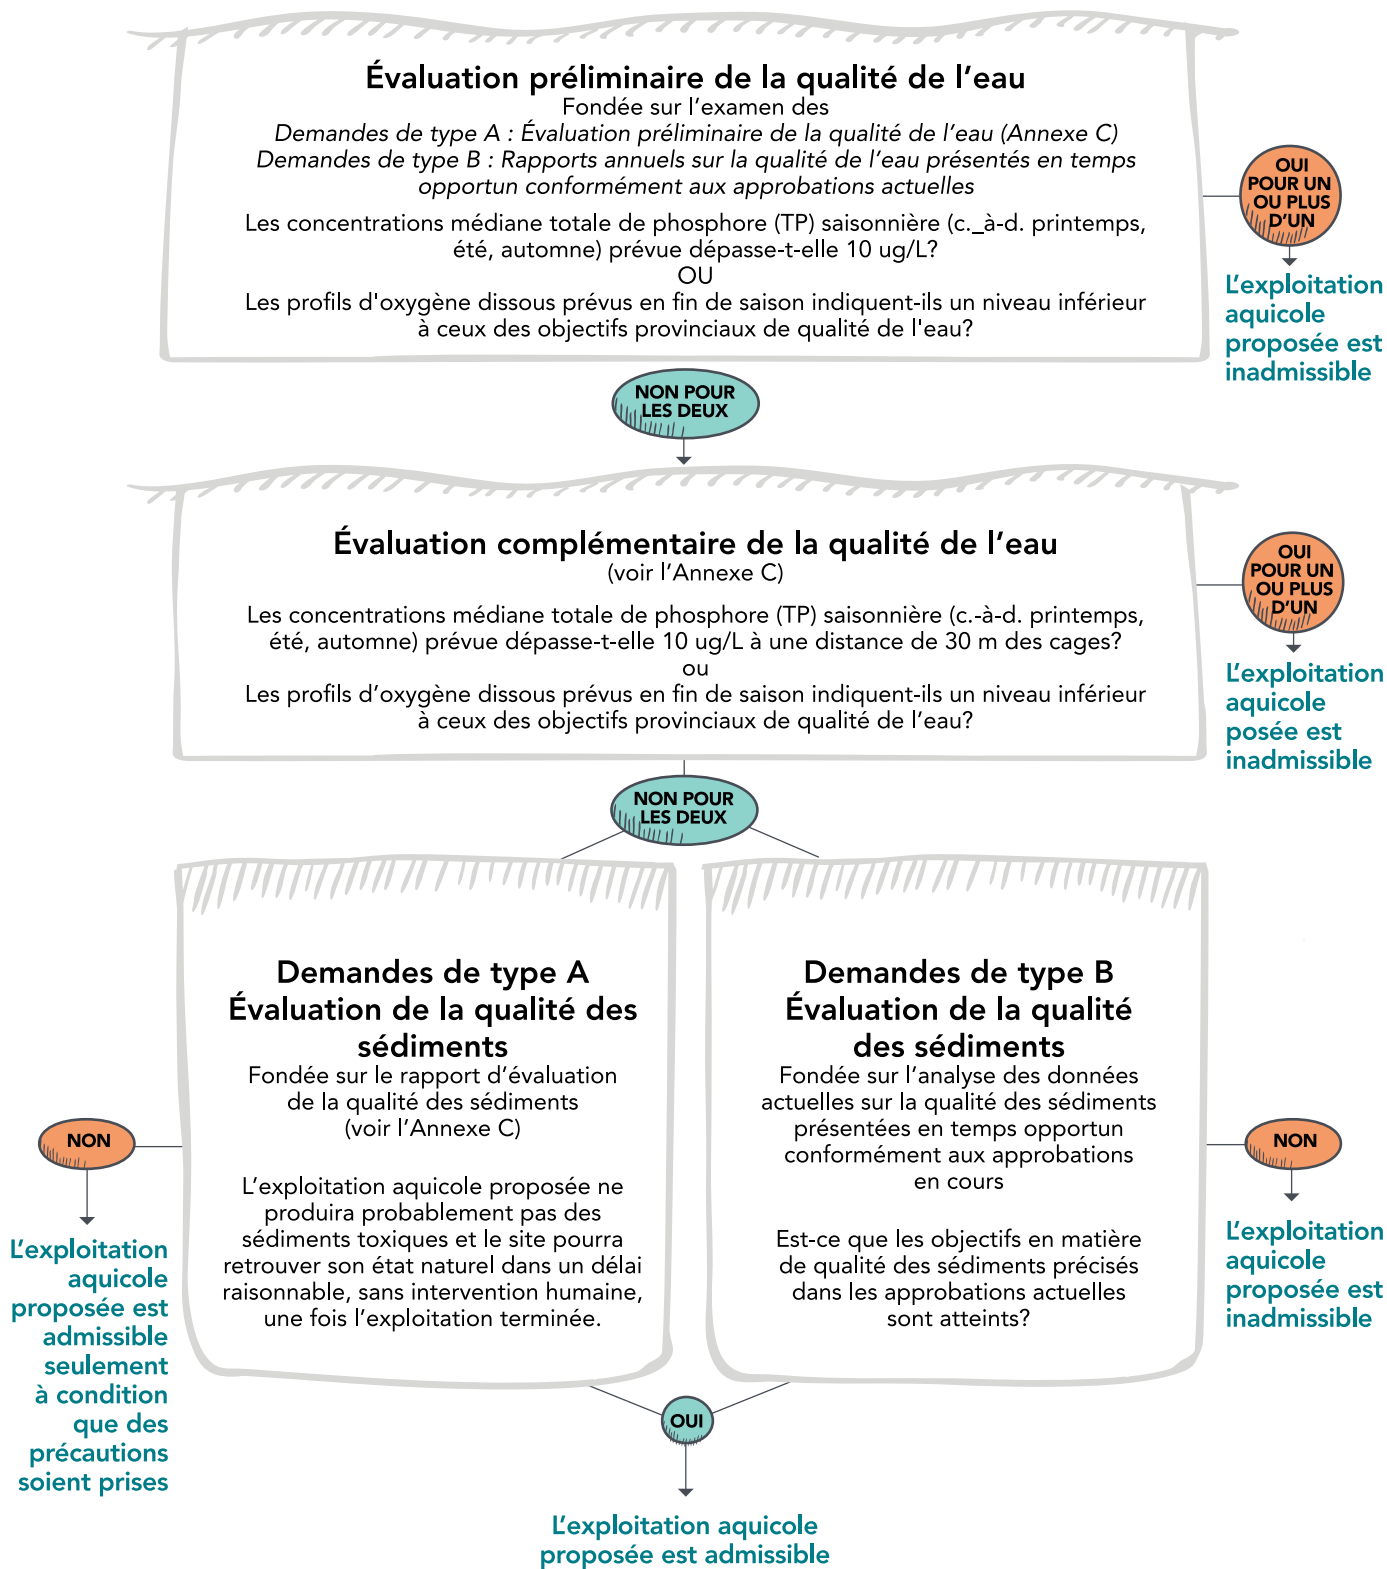 Évaluation préliminaire de la qualité de l’eau
Fondée sur l’examen des
Demandes de type A : Évaluation préliminaire de la qualité de l’eau (Annexe C)
Demandes de type B : Rapports annuels sur la qualité de l’eau présentés en temps
opportun conformément aux approbations actuelles
Les concentrations médiane totale de phosphore (TP) saisonnière (c._à-d. printemps,
été, automne) prévue dépasse-t-elle 10 ug/L?
OU
Les profils d'oxygène dissous prévus en fin de saison indiquent-ils un niveau inférieur
à ceux des objectifs provinciaux de qualité de l'eau?
OUI
POUR UN
OU PLUS
D’UN
L’exploitation
aquicole
proposée est
inadmissible
NON POUR
LES DEUX
Évaluation complémentaire de la qualité de l’eau
(voir l’Annexe C)
Les concentrations médiane totale de phosphore (TP) saisonnière (c.-à-d. printemps,
été, automne) prévue dépasse-t-elle 10 ug/L à une distance de 30 m des cages?
ou
Les profils d’oxygène dissous prévus en fin de saison indiquent-ils un niveau inférieur
à ceux des objectifs provinciaux de qualité de l’eau?
OUI
POUR UN
OU PLUS
D’UN
L’exploitation
aquicole
posée est
inadmissible
NON POUR
LES DEUX
Demandes de type A
Évaluation de la qualité des
sédiments
Fondée sur le rapport d’évaluation
de la qualité des sédiments
(voir l’Annexe C)
L’exploitation aquicole proposée ne
produira probablement pas des
sédiments toxiques et le site pourra
retrouver son état naturel dans un délai
raisonnable, sans intervention humaine,
une fois l’exploitation terminée.
NON
L’exploitation
aquicole
proposée est
admissible
seulement
à condition
que des
précautions
soient prises
Demandes de type B
Évaluation de la qualité
des sédiments
Fondée sur l’analyse des données
actuelles sur la qualité des sédiments
présentées en temps opportun
conformément aux approbations
en cours
Est-ce que les objectifs en matière
de qualité des sédiments précisés
dans les approbations actuelles
sont atteints?
NON
L’exploitation
aquicole
proposée est
inadmissible
OUI
L’exploitation aquicole
proposée est admissible